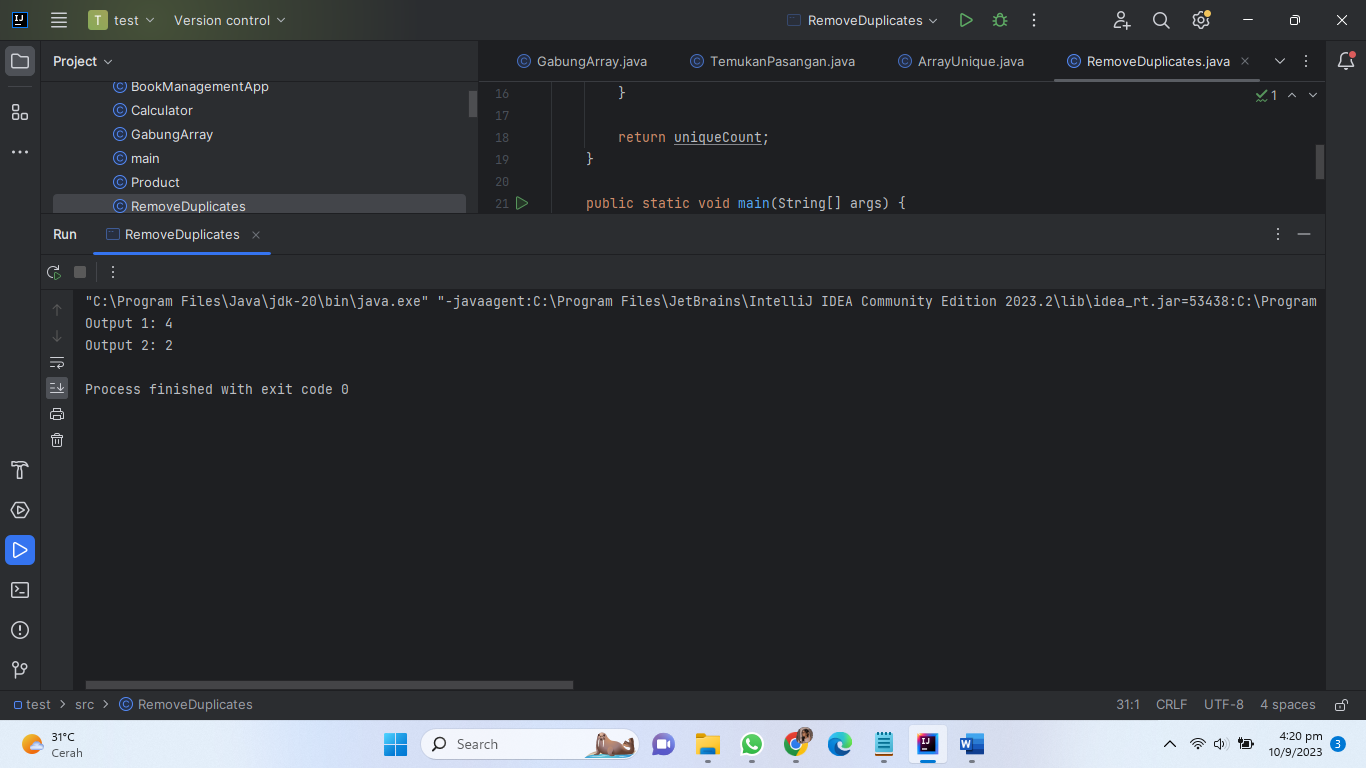 T test Version control RemoveDuplicates
Project
GabungArray.java TemukanPasangan.java ArrayUnique.java RemoveDuplicates.java
BookManagementApp
Calculator
GabungArray
main
Product
RemoveDuplicates
1
16 }
17
18 return uniqueCount;
19 }
20
21 public static void main(String[] args) {
Run RemoveDuplicates
"C:\Program Files\Java\jdk-20\bin\java.exe" "-javaagent:C:\Program Files\JetBrains\IntelliJ IDEA Community Edition 2023.2\lib\idea_rt.jar=53438:C:\Program
Output 1: 4
Output 2: 2
Process finished with exit code 0
test > src > RemoveDuplicates 31:1 CRLF UTF-8 4 spaces
31°C
Cerah
Search
4:20 pm
10/9/2023
3